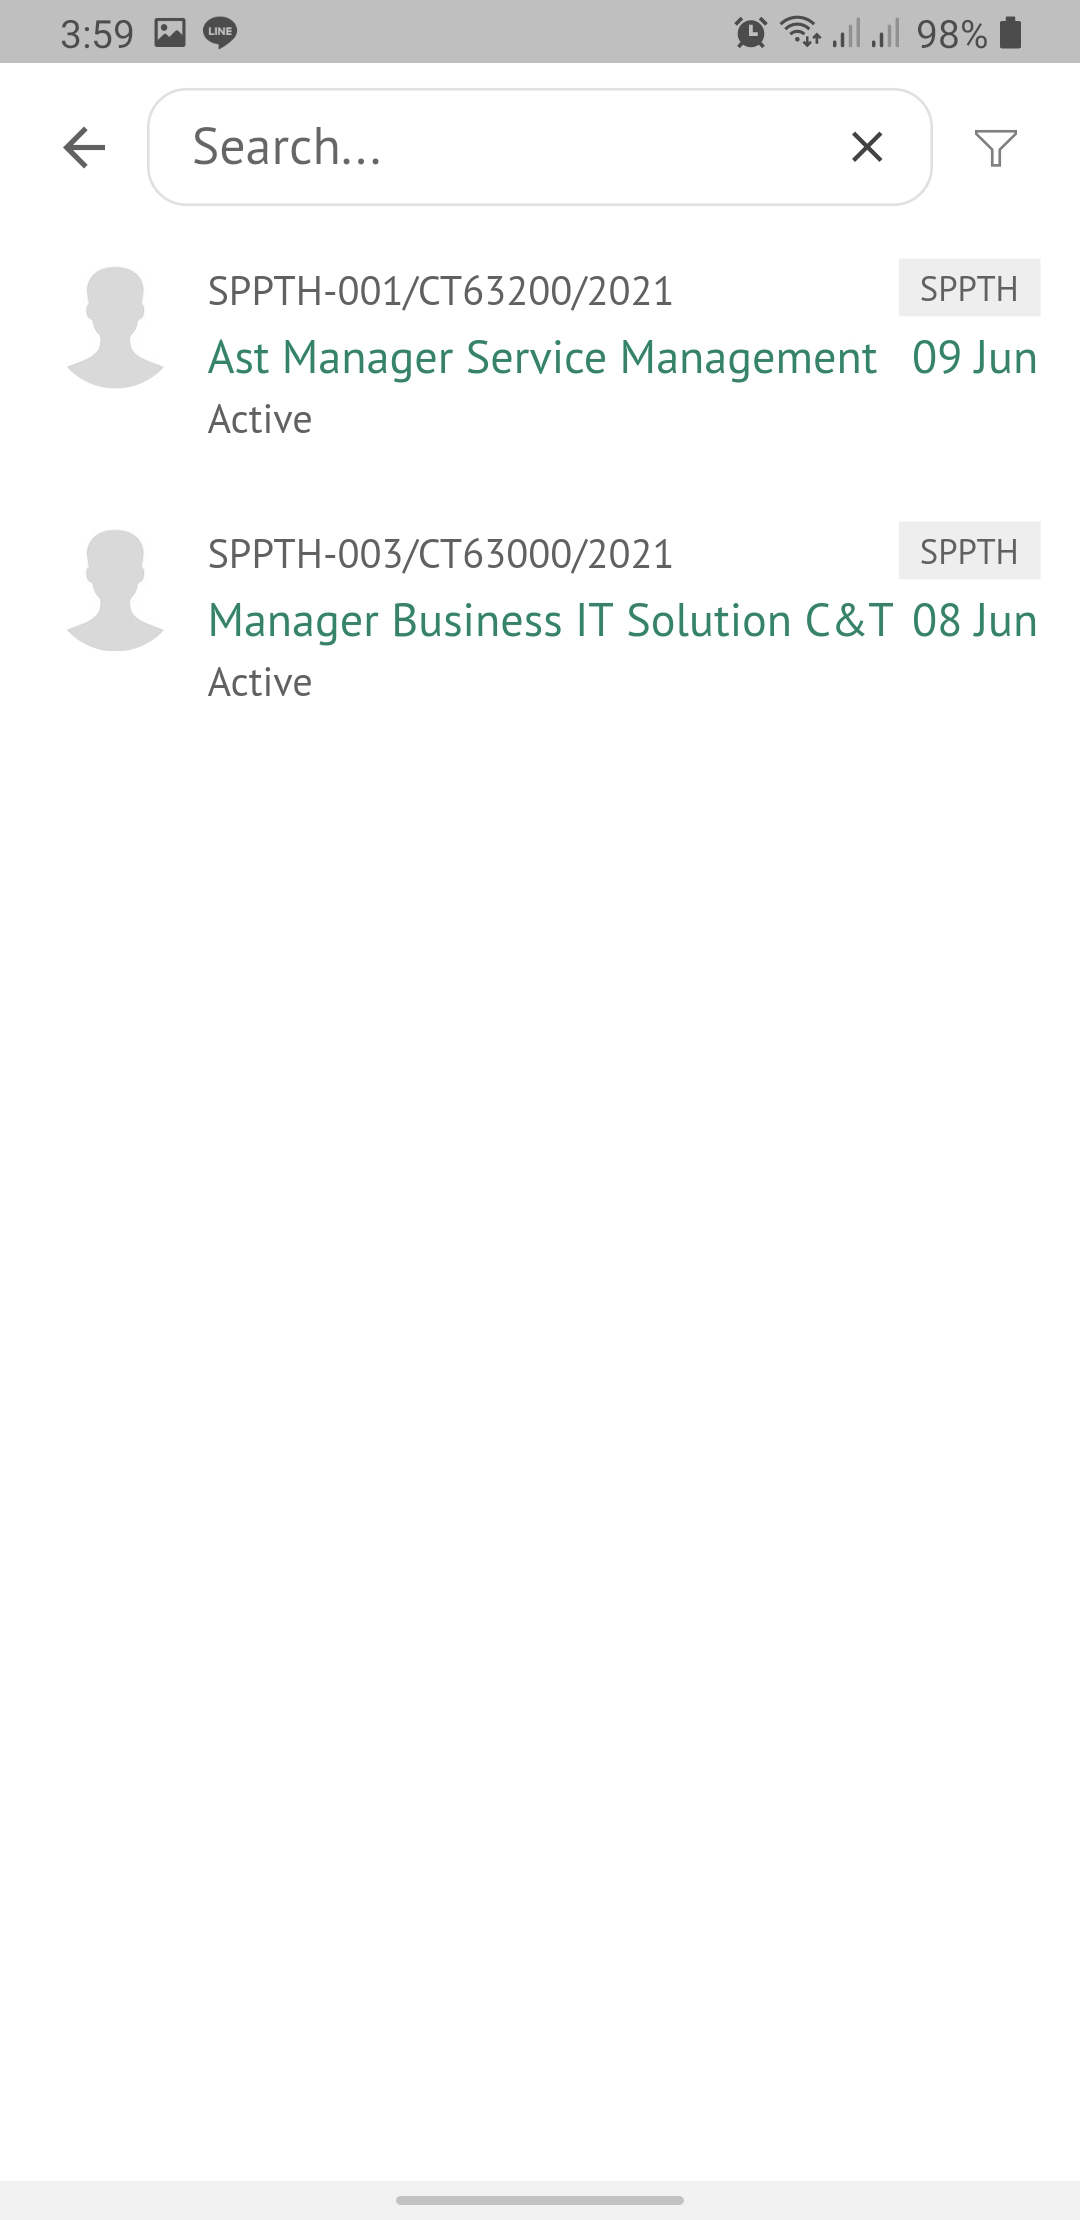 3:59 LINE 98%
Search...
SPPTH-001/CT63200/2021 SPPTH
Ast Manager Service Management 09 Jun
Active
SPPTH-003/CT63000/2021 SPPTH
Manager Business IT Solution C&T 08 Jun
Active